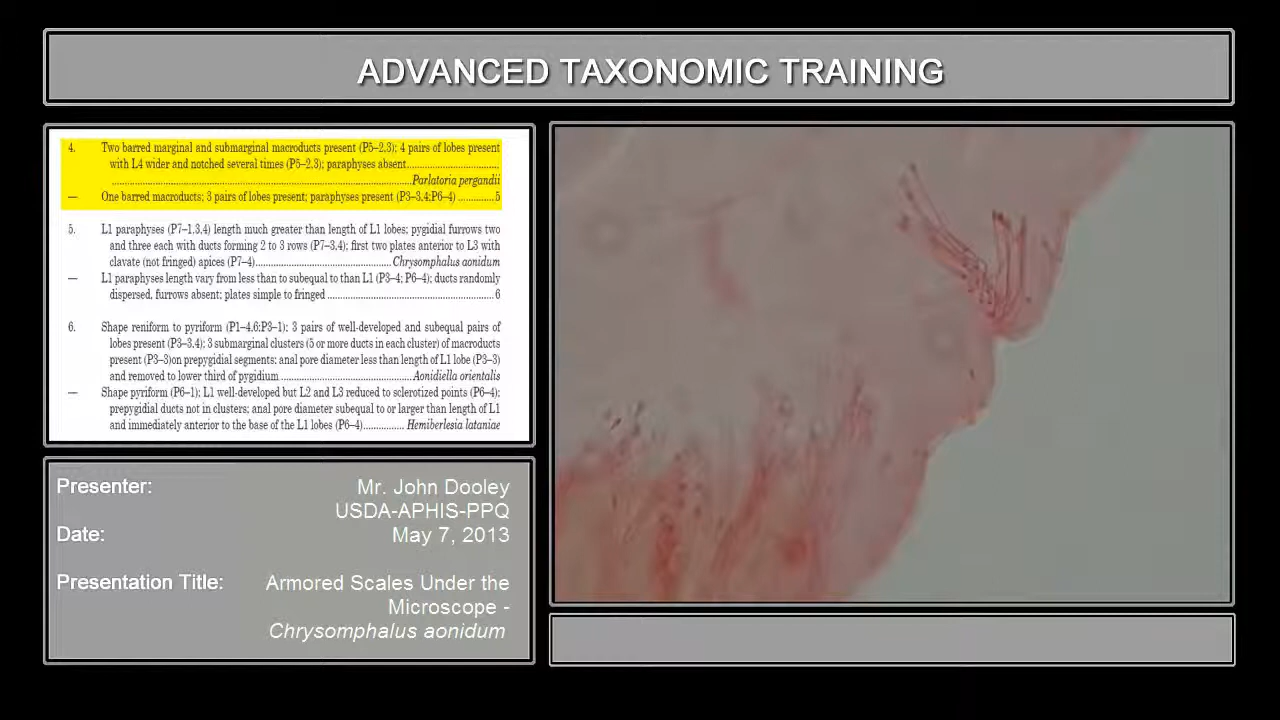 ADVANCED TAXONOMIC TRAINING
4. Two barred marginal and submarginal macroducts present (P5–2,3); 4 pairs of lobes present
with L4 wider and notched several times (P5–2,3); paraphyses absent..............................
..........................................................................................Parlatoria pergandii
— One barred macroducts; 3 pairs of lobes present; paraphyses present (P3–3,4;P6–4) ..............5
5. L1 paraphyses (P7–1,3,4) length much greater than length of L1 lobes; pygidial furrows two
and three each with ducts forming 2 to 3 rows (P7–3,4); first two plates anterior to L3 with
clavate (not fringed) apices (P7–4)..............................................Chrysomphalus aonidum
— L1 paraphyses length vary from less than to subequal to than L1 (P3–4; P6–4); ducts randomly
dispersed, furrows absent; plates simple to fringed ........................................................6
6. Shape reniform to pyriform (P1–4,6;P3–1); 3 pairs of well-developed and subequal pairs of
lobes present (P3–3,4); 3 submarginal clusters (5 or more ducts in each cluster) of macroducts
present (P3–3)on prepygidial segments; anal pore diameter less than length of L1 lobe (P3–3)
and removed to lower third of pygidium ..............................................Aonidiella orientalis
— Shape pyriform (P6–1); L1 well-developed but L2 and L3 reduced to sclerotized points (P6–4);
prepygidial ducts not in clusters; anal pore diameter subequal to or larger than length of L1
and immediately anterior to the base of the L1 lobes (P6–4)............... Hemiberlesia lataniae
Presenter: Mr. John Dooley
USDA-APHIS-PPQ
Date: May 7, 2013
Presentation Title: Armored Scales Under the
Microscope -
Chrysomphalus aonidum